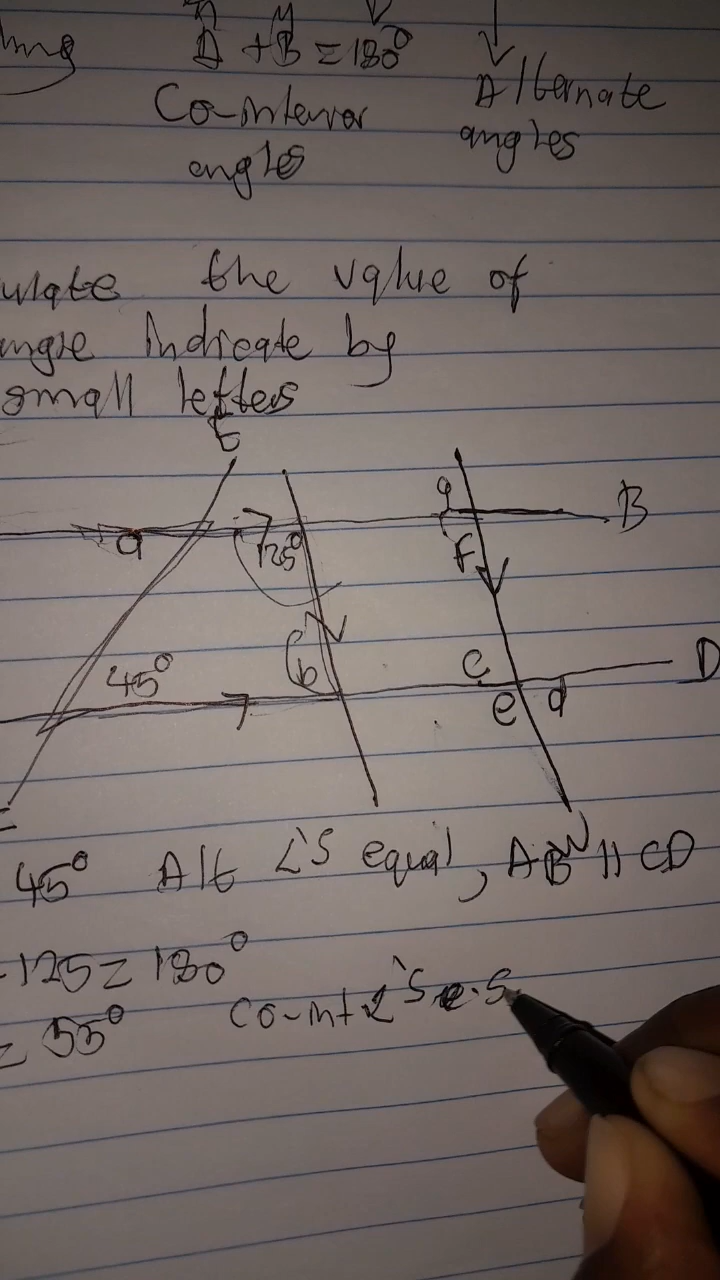 A + B = 180°
Co-interior
angles
Alternate
angles
ulate the value of
angle indicate by
small letters
E
a
125°
g
B
f
45°
b
c
D
e
d
45° Alt ∠'S equal, AB || CD
125 = 180°
= 55° Co-int ∠'S